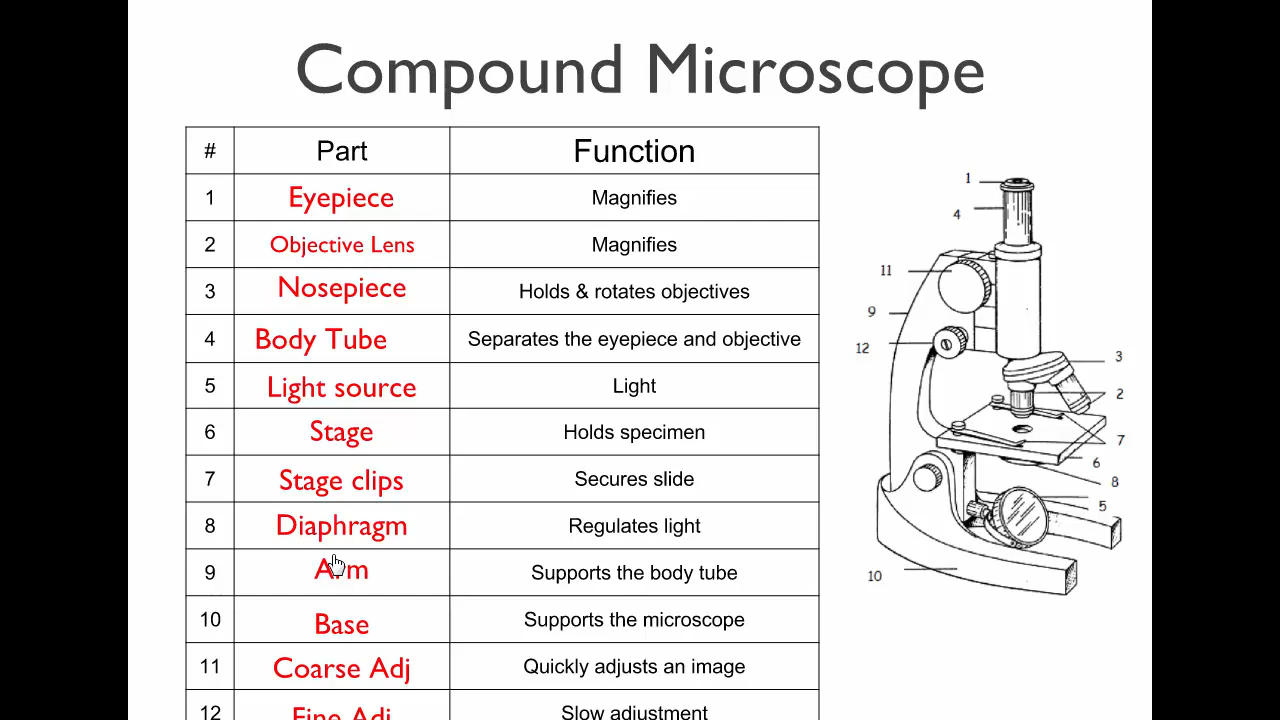 Compound Microscope
# Part Function
1 Eyepiece Magnifies
2 Objective Lens Magnifies
3 Nosepiece Holds & rotates objectives
4 Body Tube Separates the eyepiece and objective
5 Light source Light
6 Stage Holds specimen
7 Stage clips Secures slide
8 Diaphragm Regulates light
9 Arm Supports the body tube
10 Base Supports the microscope
11 Coarse Adj Quickly adjusts an image
12 Fine Adj Slow adjustment
1
4
11
9
12
3
2
7
6
8
5
10